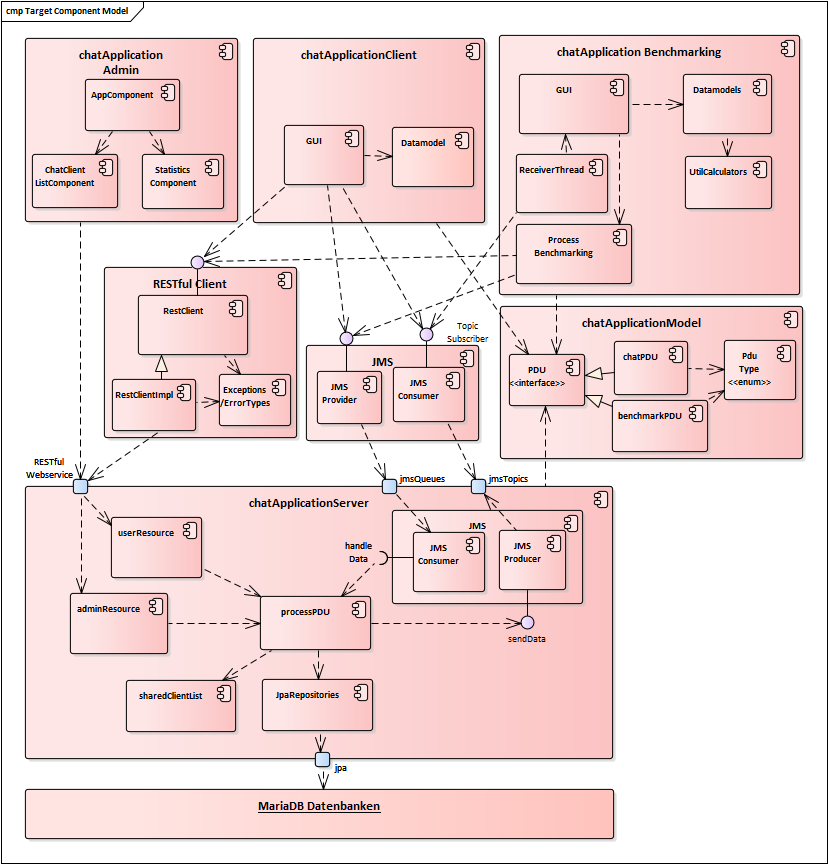 cmp Target Component Model
chatApplication
Admin
AppComponent
ChatClient
ListComponent
Statistics
Component
chatApplicationClient
GUI
Datamodel
chatApplication Benchmarking
GUI
Datamodels
ReceiverThread
UtilCalculators
Process
Benchmarking
RESTful Client
RestClient
RestClientImpl
Exceptions
/ErrorTypes
Topic
Subscriber
JMS
JMS
Provider
JMS
Consumer
chatApplicationModel
PDU
<<interface>>
chatPDU
Pdu
Type
<<enum>>
benchmarkPDU
RESTful
Webservice
jmsQueues
jmsTopics
chatApplicationServer
userResource
handle
Data
JMS
JMS
Consumer
JMS
Producer
adminResource
processPDU
sendData
sharedClientList
JpaRepositories
jpa
MariaDB Datenbanken